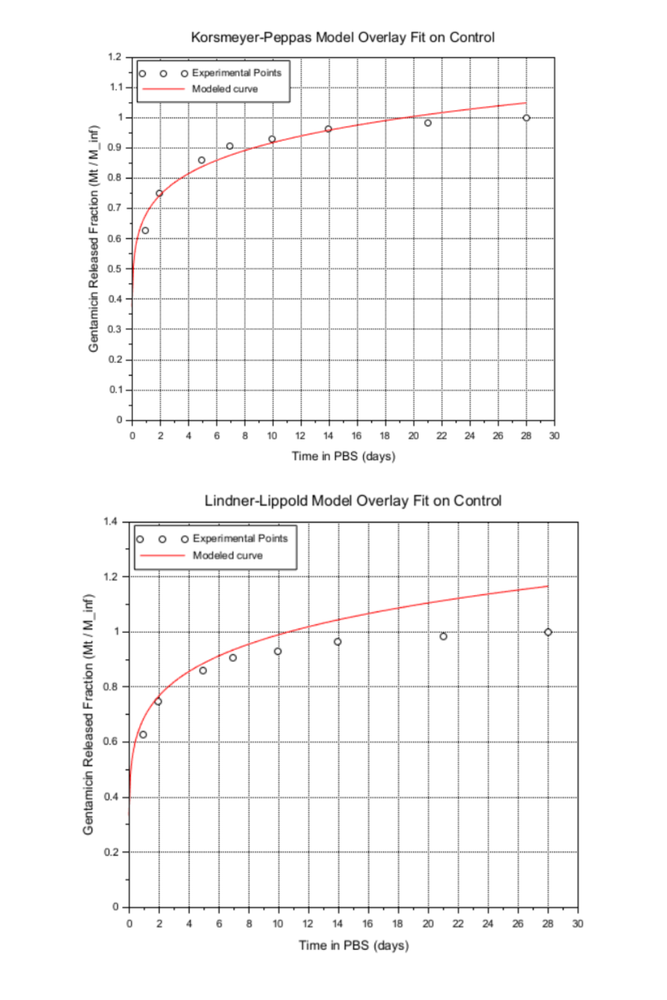 Korsmeyer-Peppas Model Overlay Fit on Control
1.2
1.1
1
0.9
0.8
0.7
0.6
0.5
0.4
0.3
0.2
0.1
0
Gentamicin Released Fraction (Mt / M_inf)
Experimental Points
Modeled curve
0 2 4 6 8 10 12 14 16 18 20 22 24 26 28 30
Time in PBS (days)
Lindner-Lippold Model Overlay Fit on Control
1.4
1.2
1
0.8
0.6
0.4
0.2
0
Gentamicin Released Fraction (Mt / M_inf)
Experimental Points
Modeled curve
0 2 4 6 8 10 12 14 16 18 20 22 24 26 28 30
Time in PBS (days)